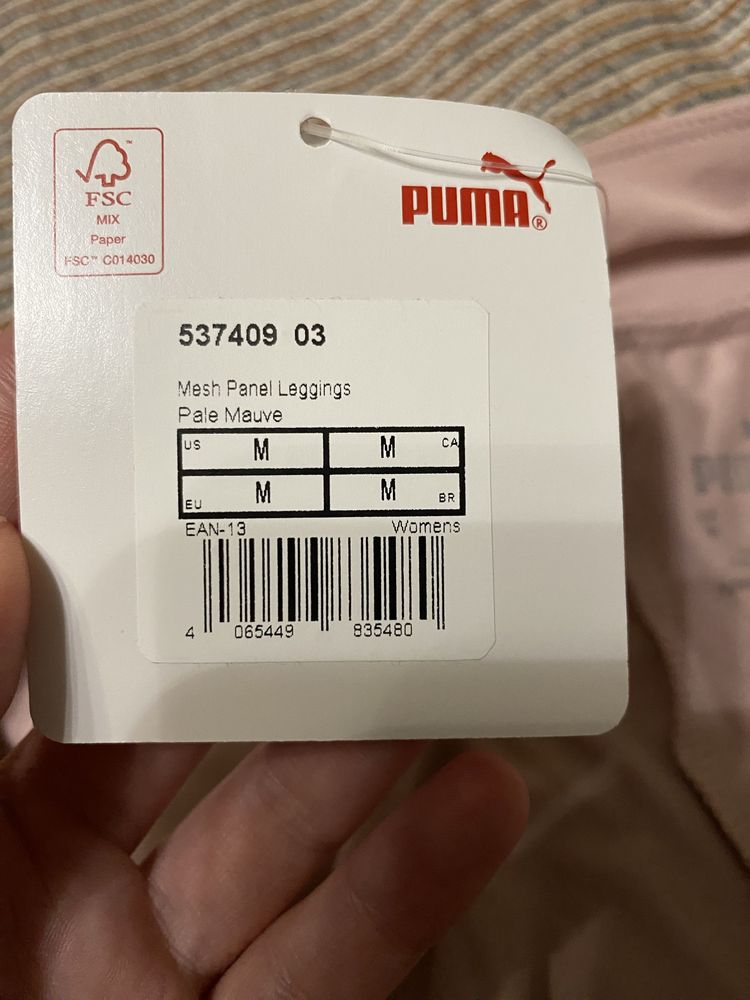 FSC™
MIX
Paper
FSC™ C014030
PUMA®
537409 03
Mesh Panel Leggings
Pale Mauve
US M M CA
EU M M BR
EAN-13 Womens
4 065449 835480